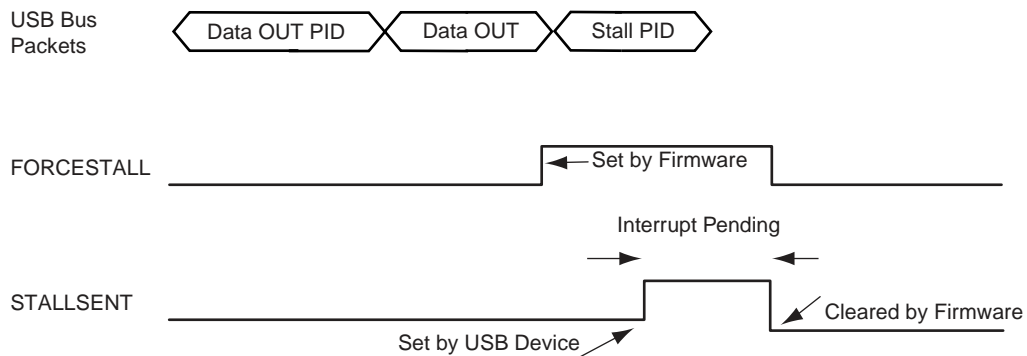 USB Bus
Packets
Data OUT PID
Data OUT
Stall PID
FORCESTALL
Set by Firmware
Interrupt Pending
STALLSENT
Cleared by Firmware
Set by USB Device